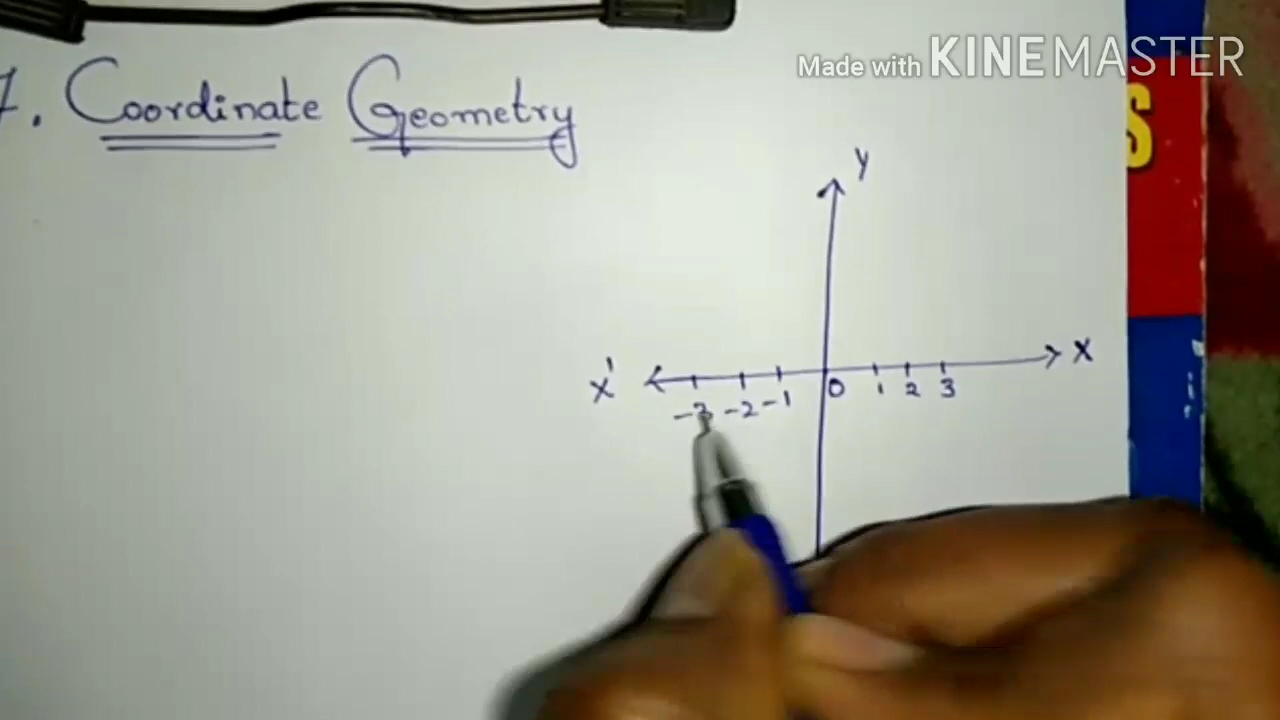 Made with KINEMASTER
7. Coordinate Geometry
S
Y
X' X
-3 -2 -1 0 1 2 3